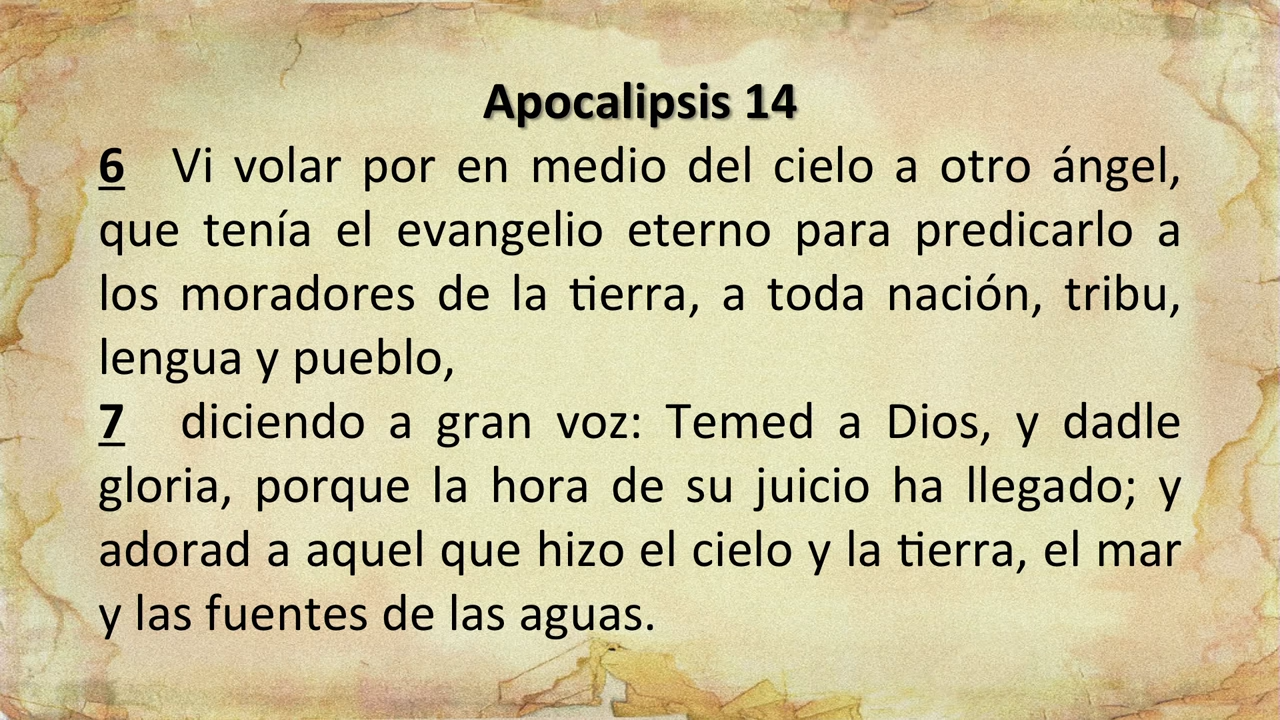 Apocalipsis 14
6 Vi volar por en medio del cielo a otro ángel,
que tenía el evangelio eterno para predicarlo a
los moradores de la tierra, a toda nación, tribu,
lengua y pueblo,
7 diciendo a gran voz: Temed a Dios, y dadle
gloria, porque la hora de su juicio ha llegado; y
adorad a aquel que hizo el cielo y la tierra, el mar
y las fuentes de las aguas.